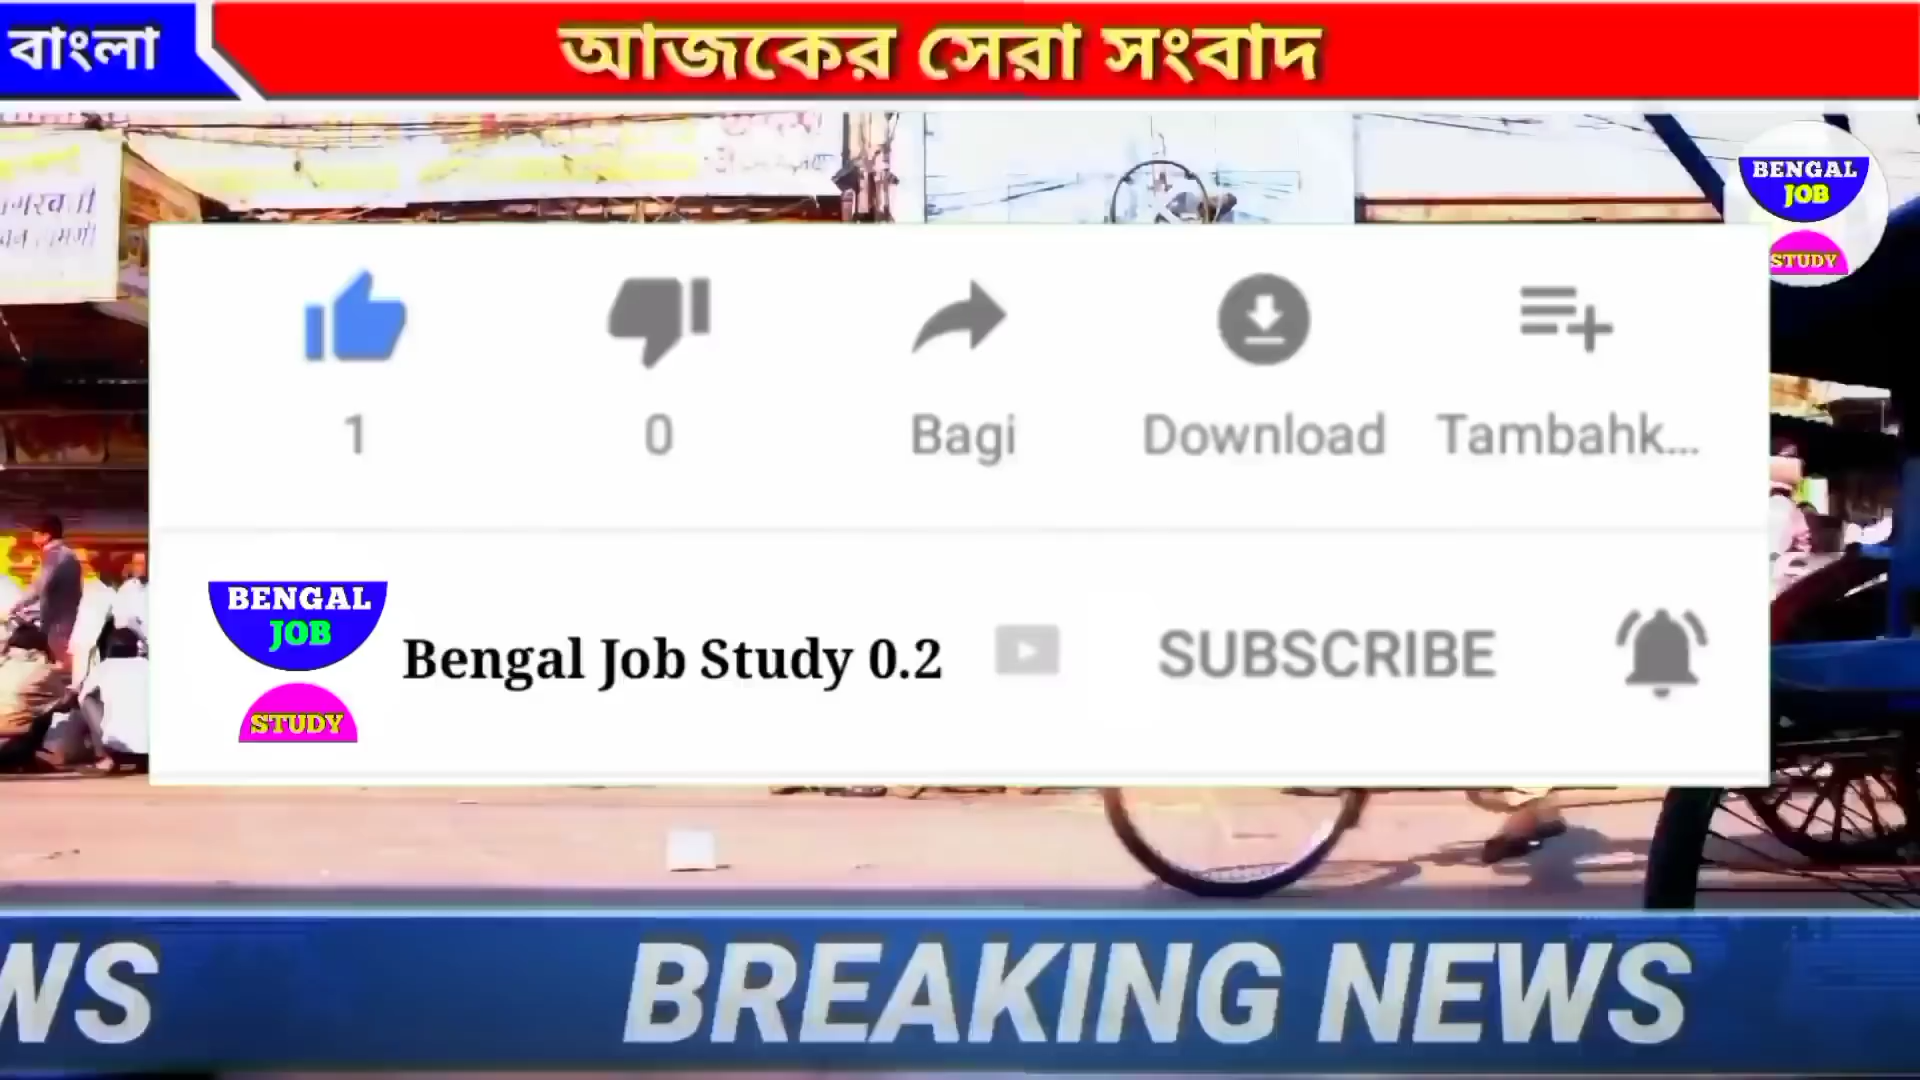 বাংলা
আজকের সেরা সংবাদ
BENGAL
JOB
STUDY
1
0
Bagi
Download
Tambahk...
BENGAL
JOB
STUDY
Bengal Job Study 0.2
SUBSCRIBE
WS
BREAKING NEWS